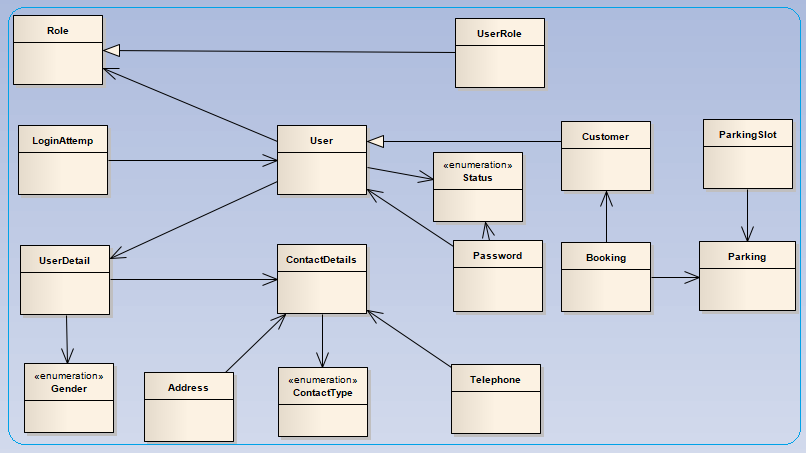 Role
UserRole
LoginAttemp
User
Customer
ParkingSlot
«enumeration»
Status
UserDetail
ContactDetails
Password
Booking
Parking
«enumeration»
Gender
Address
«enumeration»
ContactType
Telephone